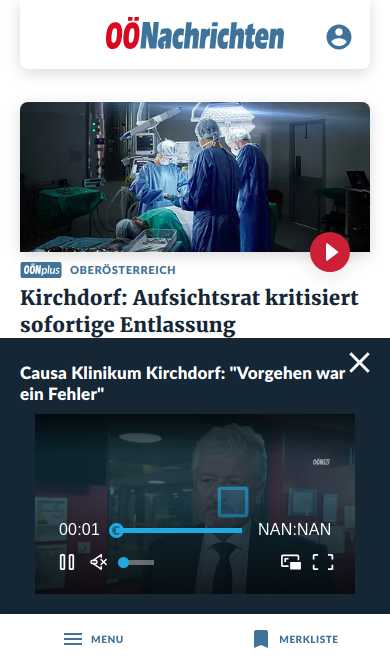 OÖNachrichten
OÖNplus OBERÖSTERREICH
Kirchdorf: Aufsichtsrat kritisiert
sofortige Entlassung
Causa Klinikum Kirchdorf: "Vorgehen war
ein Fehler"
OÖNTV
00:01 NAN:NAN
MENU MERKLISTE